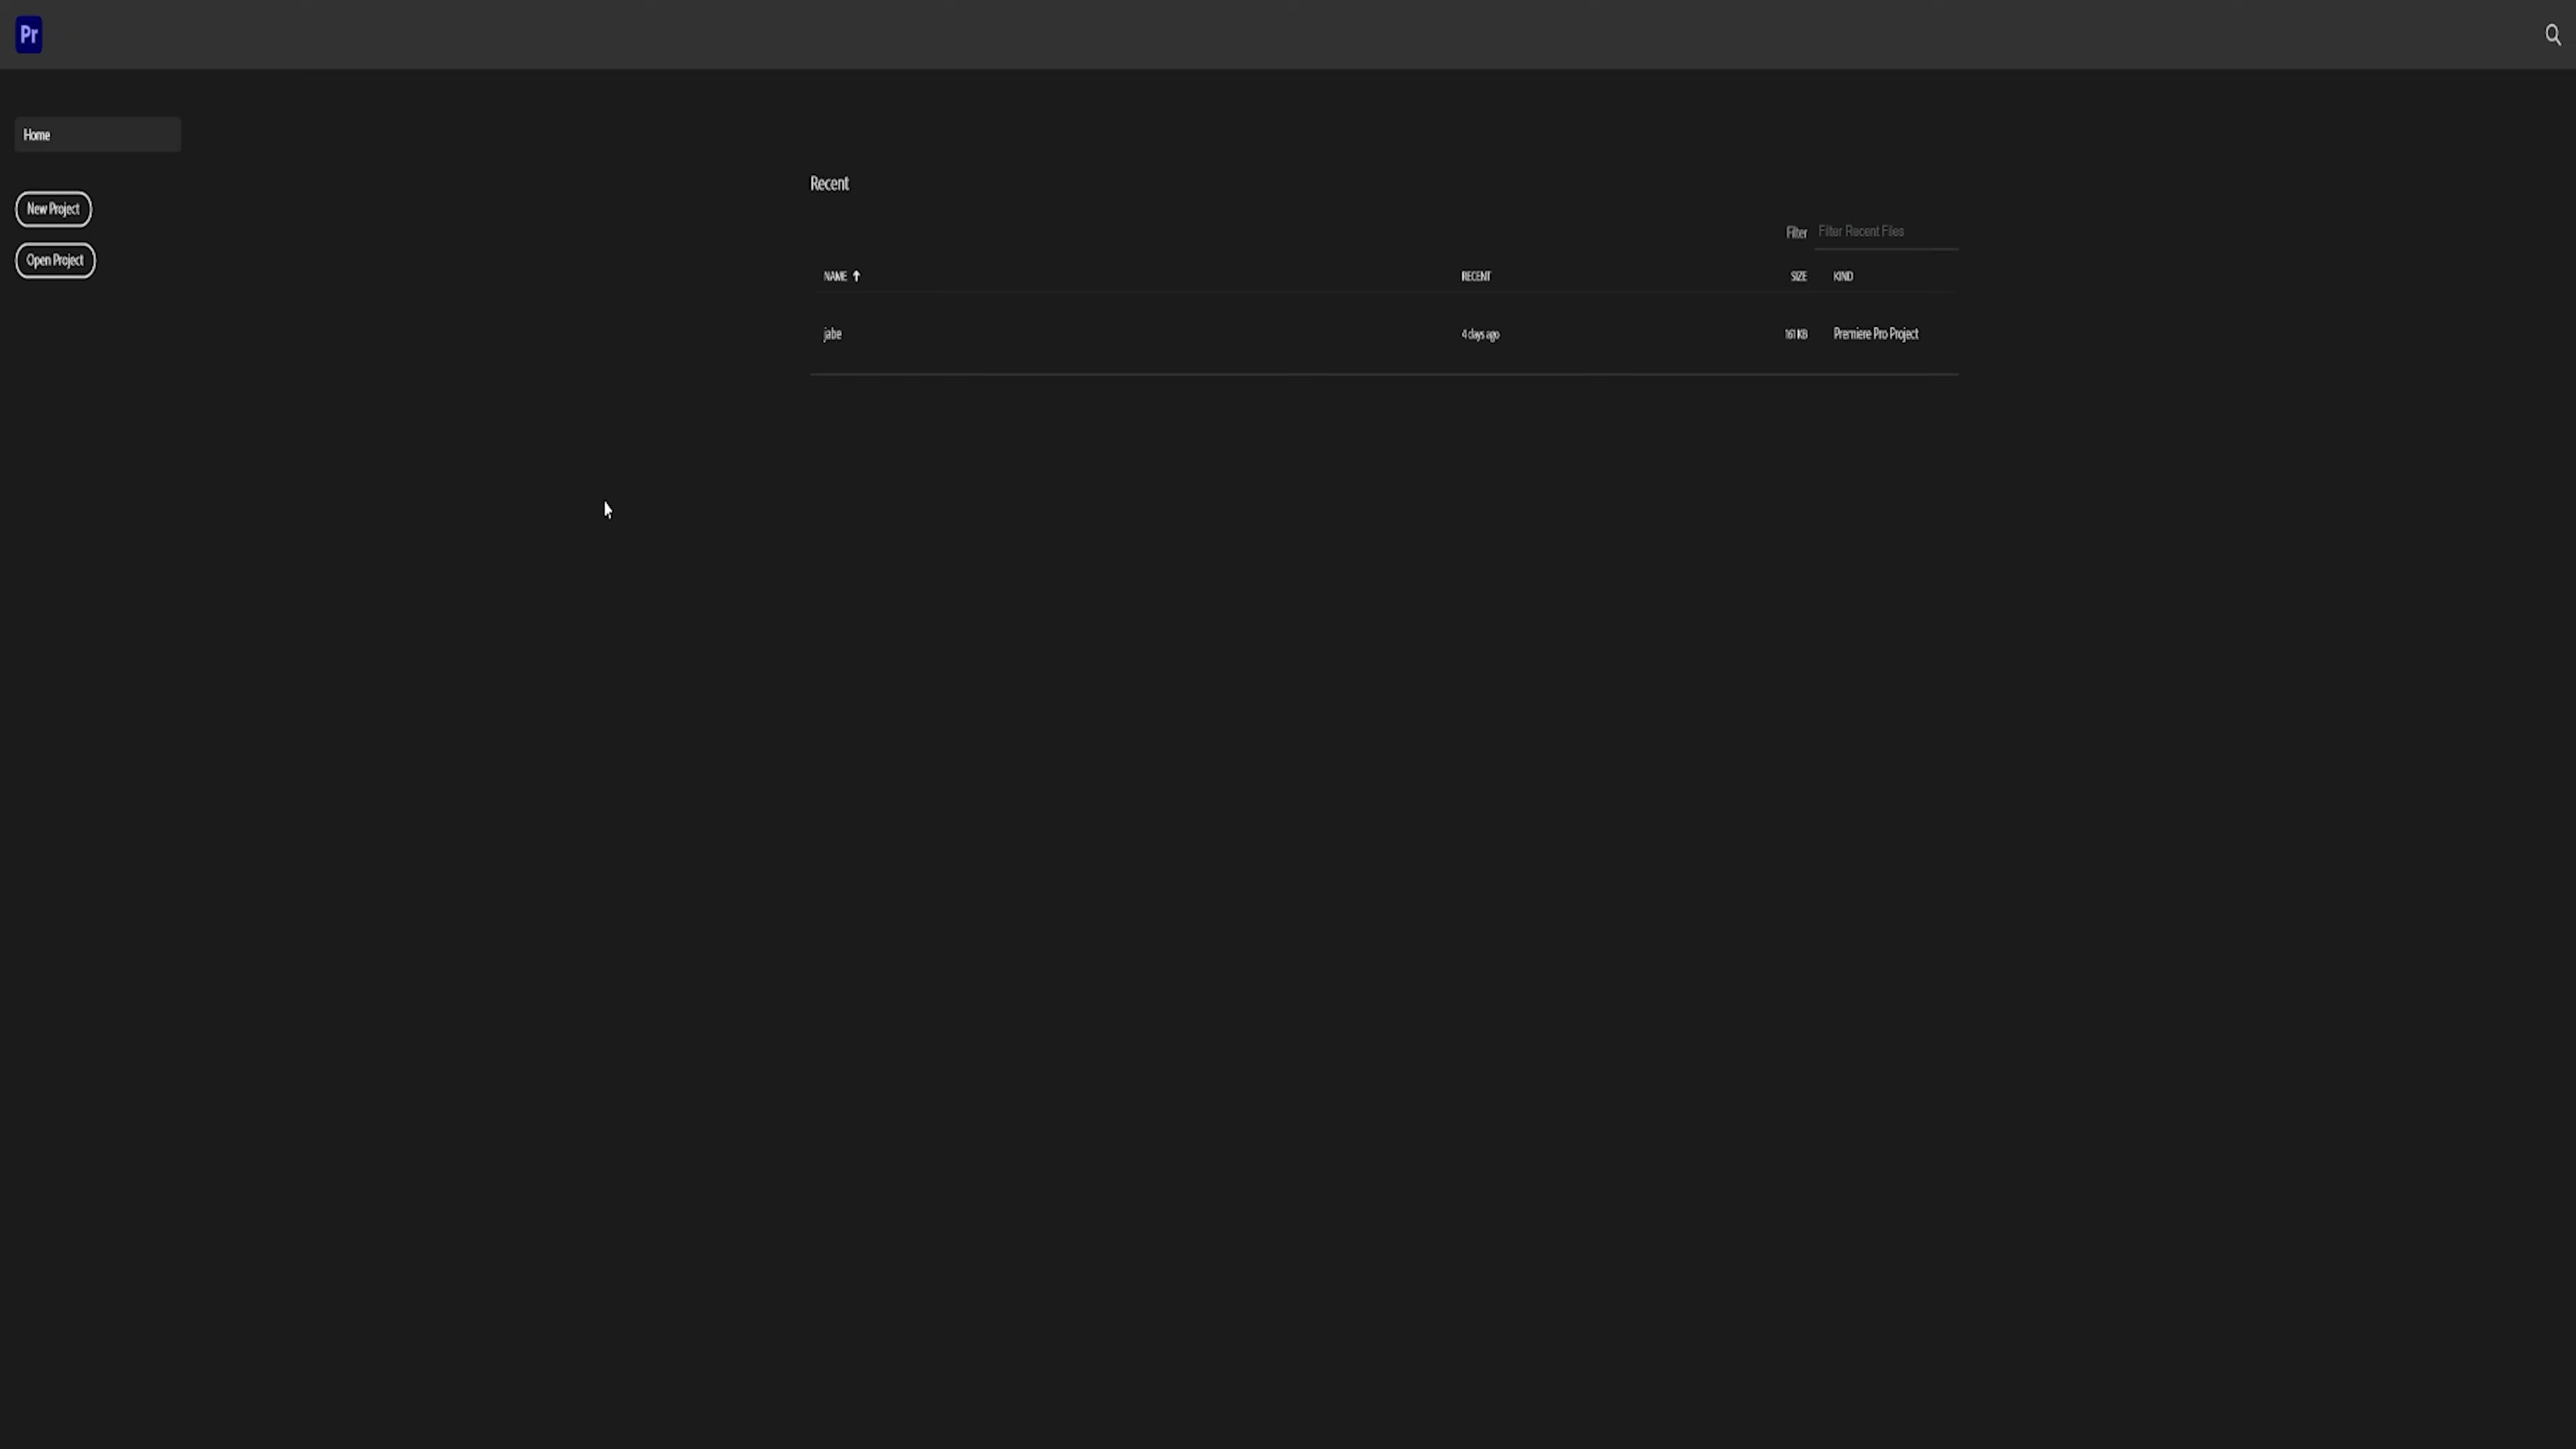 Pr
Home
New Project
Open Project
Recent
Filter Filter Recent Files
NAME RECENT SIZE KIND
jabe 4 days ago 161 KB Premiere Pro Project